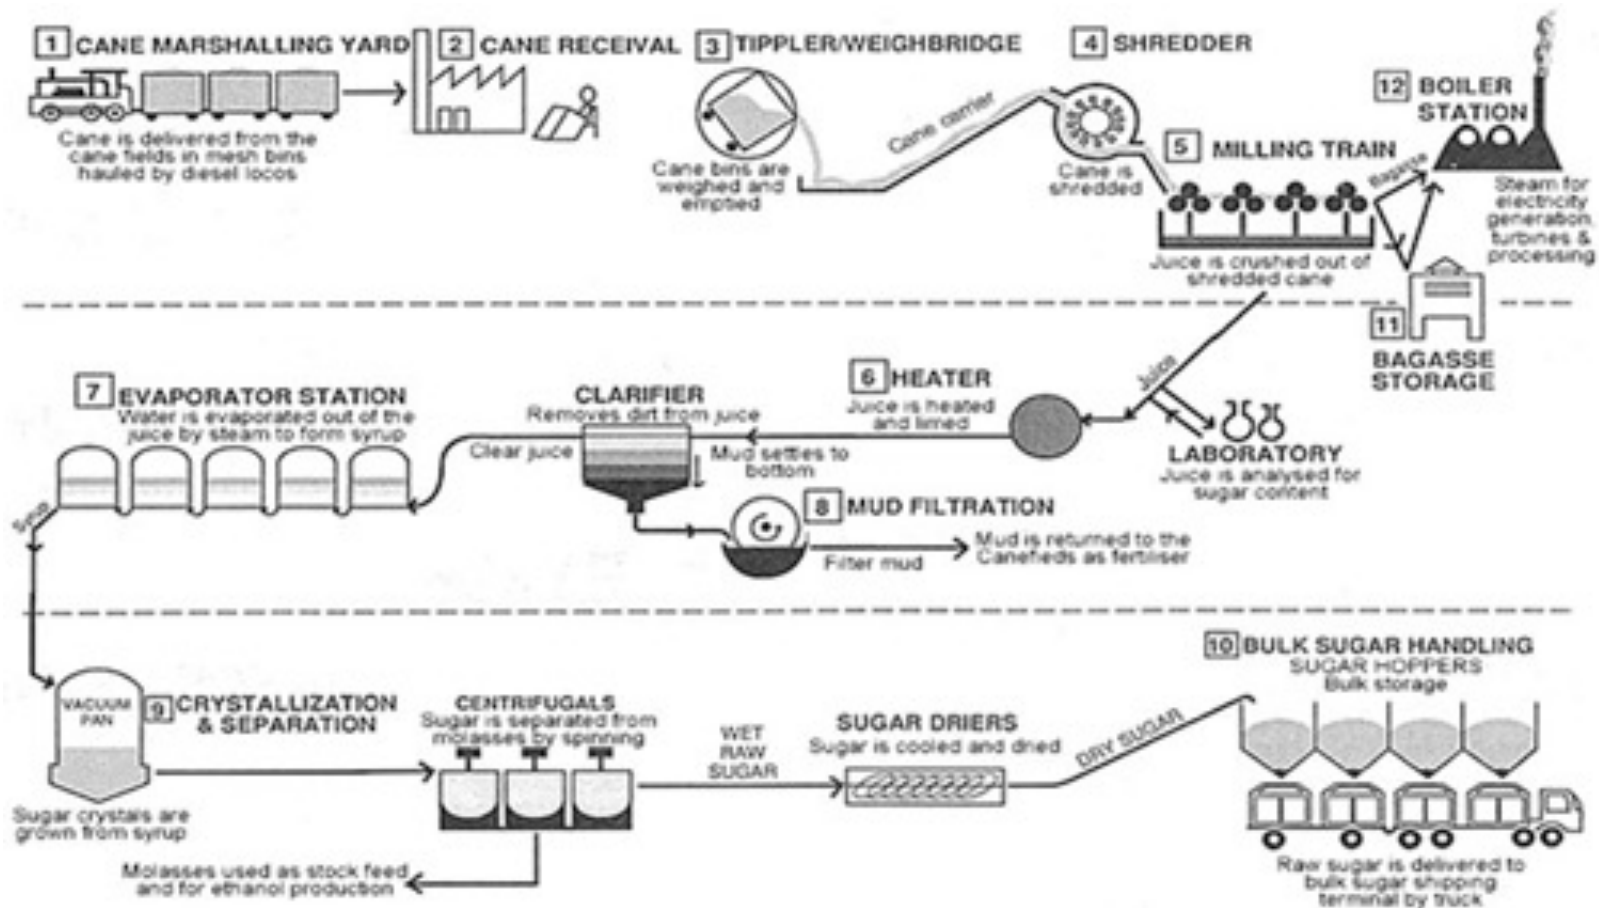 1 CANE MARSHALLING YARD
Cane is delivered from the
cane fields in mesh bins
hauled by diesel locos
2 CANE RECEIVAL
3 TIPPLER/WEIGHBRIDGE
Cane bins are
weighed and
emptied
Cane carrier
4 SHREDDER
Cane is
shredded
5 MILLING TRAIN
Juice is crushed out of
shredded cane
Bagasse
12 BOILER
STATION
Steam for
electricity
generation,
turbines &
processing
11
BAGASSE
STORAGE
Juice
LABORATORY
Juice is analysed for
sugar content
6 HEATER
Juice is heated
and limed
CLARIFIER
Removes dirt from juice
Mud settles to
bottom
Clear juice
7 EVAPORATOR STATION
Water is evaporated out of the
juice by steam to form syrup
Syrup
8 MUD FILTRATION
Filter mud
Mud is returned to the
Canefieds as fertiliser
VACUUM
PAN
9 CRYSTALLIZATION
& SEPARATION
Sugar crystals are
grown from syrup
CENTRIFUGALS
Sugar is separated from
molasses by spinning
Molasses used as stock feed
and for ethanol production
WET
RAW
SUGAR
SUGAR DRIERS
Sugar is cooled and dried
DRY SUGAR
10 BULK SUGAR HANDLING
SUGAR HOPPERS
Bulk storage
Raw sugar is delivered to
bulk sugar shipping
terminal by truck